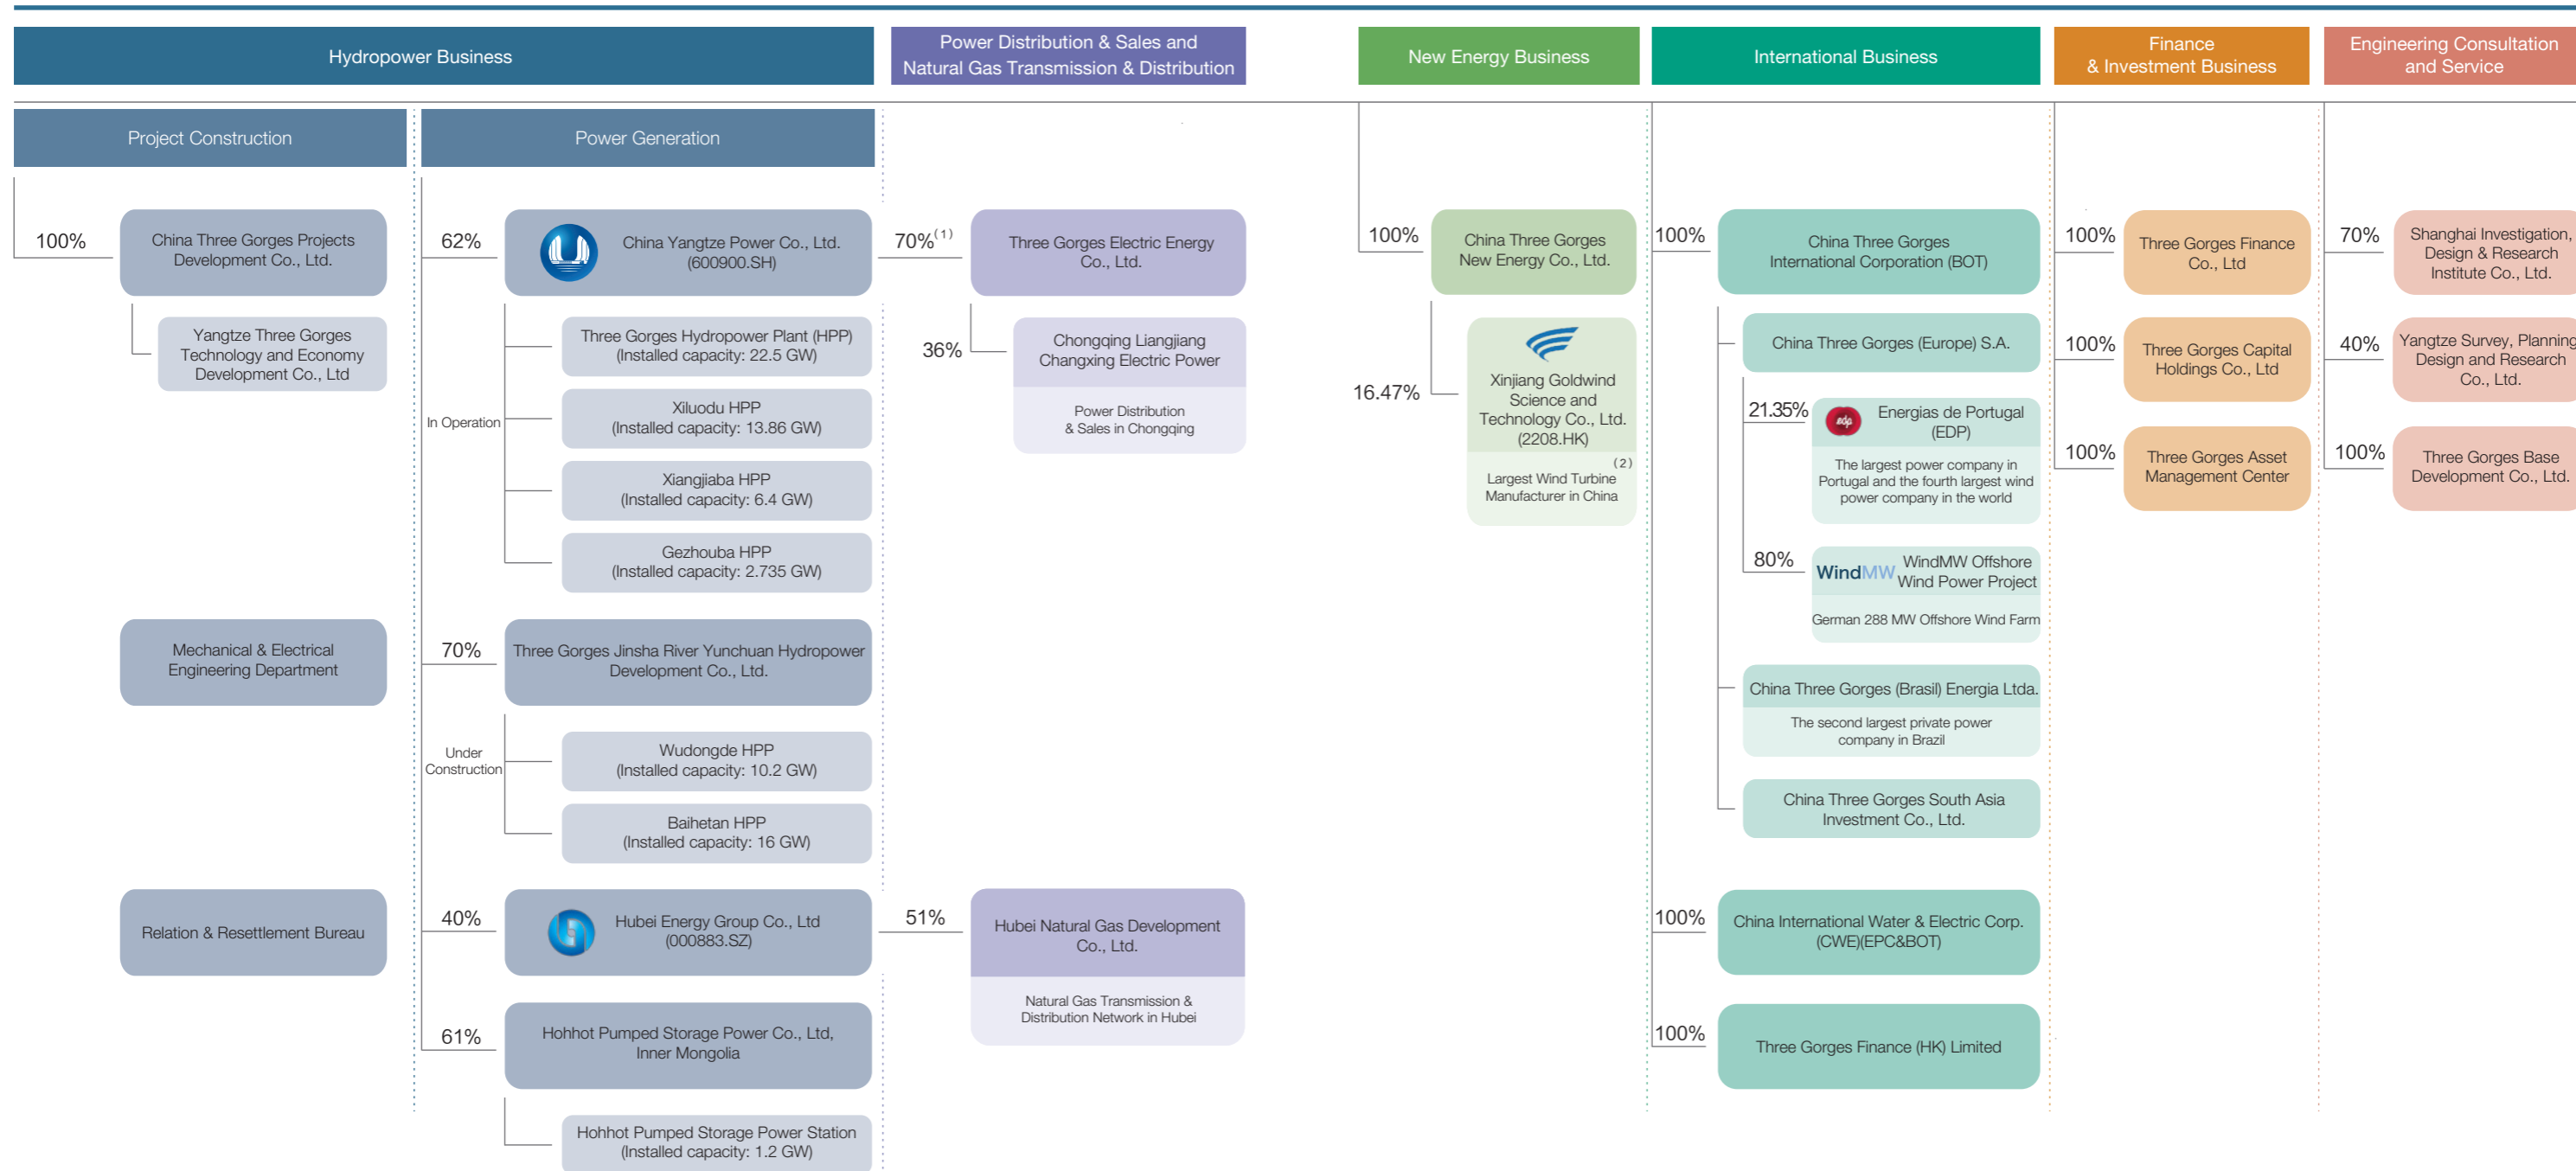 Hydropower Business
Power Distribution & Sales and
Natural Gas Transmission & Distribution
New Energy Business
International Business
Finance
& Investment Business
Engineering Consultation
and Service
Project Construction
Power Generation
100%
China Three Gorges Projects
Development Co., Ltd.
Yangtze Three Gorges
Technology and Economy
Development Co., Ltd
Mechanical & Electrical
Engineering Department
Relation & Resettlement Bureau
62%
China Yangtze Power Co., Ltd.
(600900.SH)
In Operation
Three Gorges Hydropower Plant (HPP)
(Installed capacity: 22.5 GW)
Xiluodu HPP
(Installed capacity: 13.86 GW)
Xiangjiaba HPP
(Installed capacity: 6.4 GW)
Gezhouba HPP
(Installed capacity: 2.735 GW)
70%
Three Gorges Jinsha River Yunchuan Hydropower
Development Co., Ltd.
Under
Construction
Wudongde HPP
(Installed capacity: 10.2 GW)
Baihetan HPP
(Installed capacity: 16 GW)
40%
Hubei Energy Group Co., Ltd
(000883.SZ)
61%
Hohhot Pumped Storage Power Co., Ltd,
Inner Mongolia
Hohhot Pumped Storage Power Station
(Installed capacity: 1.2 GW)
70%(1)
Three Gorges Electric Energy
Co., Ltd.
36%
Chongqing Liangjiang
Changxing Electric Power
Power Distribution
& Sales in Chongqing
51%
Hubei Natural Gas Development
Co., Ltd.
Natural Gas Transmission &
Distribution Network in Hubei
100%
China Three Gorges
New Energy Co., Ltd.
16.47%
Xinjiang Goldwind
Science and
Technology Co., Ltd.
(2208.HK)
(2)
Largest Wind Turbine
Manufacturer in China
100%
China Three Gorges
International Corporation (BOT)
China Three Gorges (Europe) S.A.
21.35%
edp
Energias de Portugal
(EDP)
The largest power company in
Portugal and the fourth largest wind
power company in the world
80%
WindMW
WindMW Offshore
Wind Power Project
German 288 MW Offshore Wind Farm
China Three Gorges (Brasil) Energia Ltda.
The second largest private power
company in Brazil
China Three Gorges South Asia
Investment Co., Ltd.
100%
China International Water & Electric Corp.
(CWE)(EPC&BOT)
100%
Three Gorges Finance (HK) Limited
100%
Three Gorges Finance
Co., Ltd
100%
Three Gorges Capital
Holdings Co., Ltd
100%
Three Gorges Asset
Management Center
70%
Shanghai Investigation,
Design & Research
Institute Co., Ltd.
40%
Yangtze Survey, Planning
Design and Research
Co., Ltd.
100%
Three Gorges Base
Development Co., Ltd.